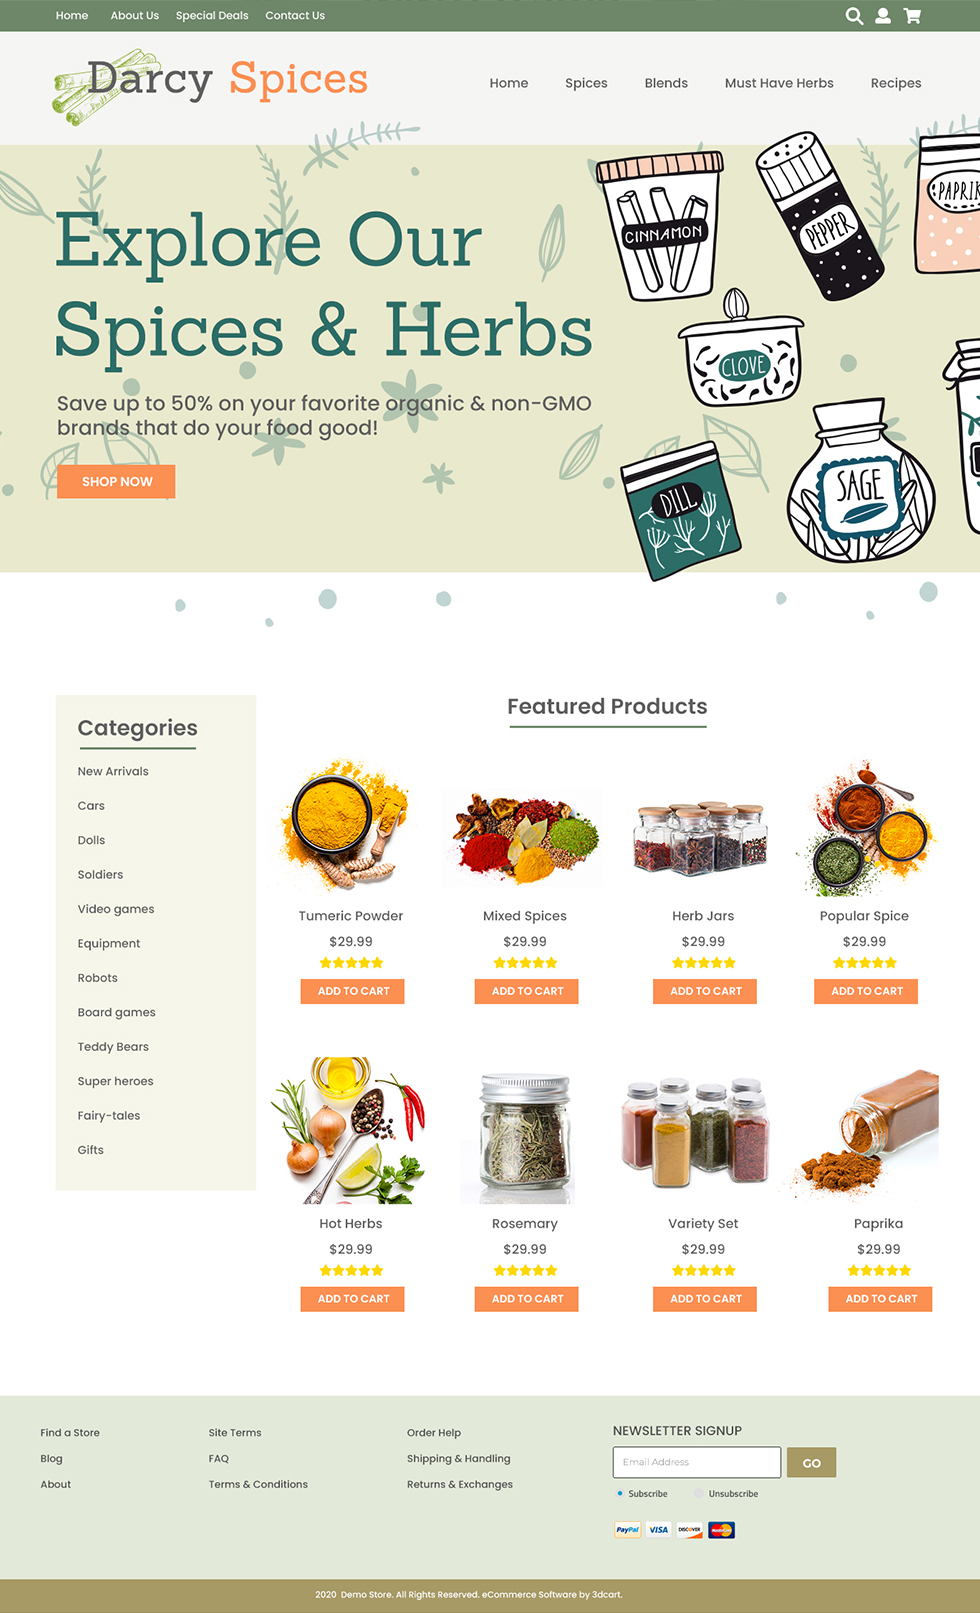 Home About Us Special Deals Contact Us
Darcy Spices
Home Spices Blends Must Have Herbs Recipes
Explore Our
Spices & Herbs
Save up to 50% on your favorite organic & non-GMO
brands that do your food good!
SHOP NOW
CINNAMON
PEPPER
CLOVE
DILL
SAGE
Categories
New Arrivals
Cars
Dolls
Soldiers
Video games
Equipment
Robots
Board games
Teddy Bears
Super heroes
Fairy-tales
Gifts
Featured Products
Tumeric Powder Mixed Spices Herb Jars Popular Spice
$29.99 $29.99 $29.99 $29.99
ADD TO CART ADD TO CART ADD TO CART ADD TO CART
Hot Herbs Rosemary Variety Set Paprika
$29.99 $29.99 $29.99 $29.99
ADD TO CART ADD TO CART ADD TO CART ADD TO CART
Find a Store Site Terms Order Help
Blog FAQ Shipping & Handling
About Terms & Conditions Returns & Exchanges
NEWSLETTER SIGNUP
Email Address GO
Subscribe Unsubscribe
PayPal VISA DISCOVER MasterCard
2020 Demo Store. All Rights Reserved. eCommerce Software by 3dcart.